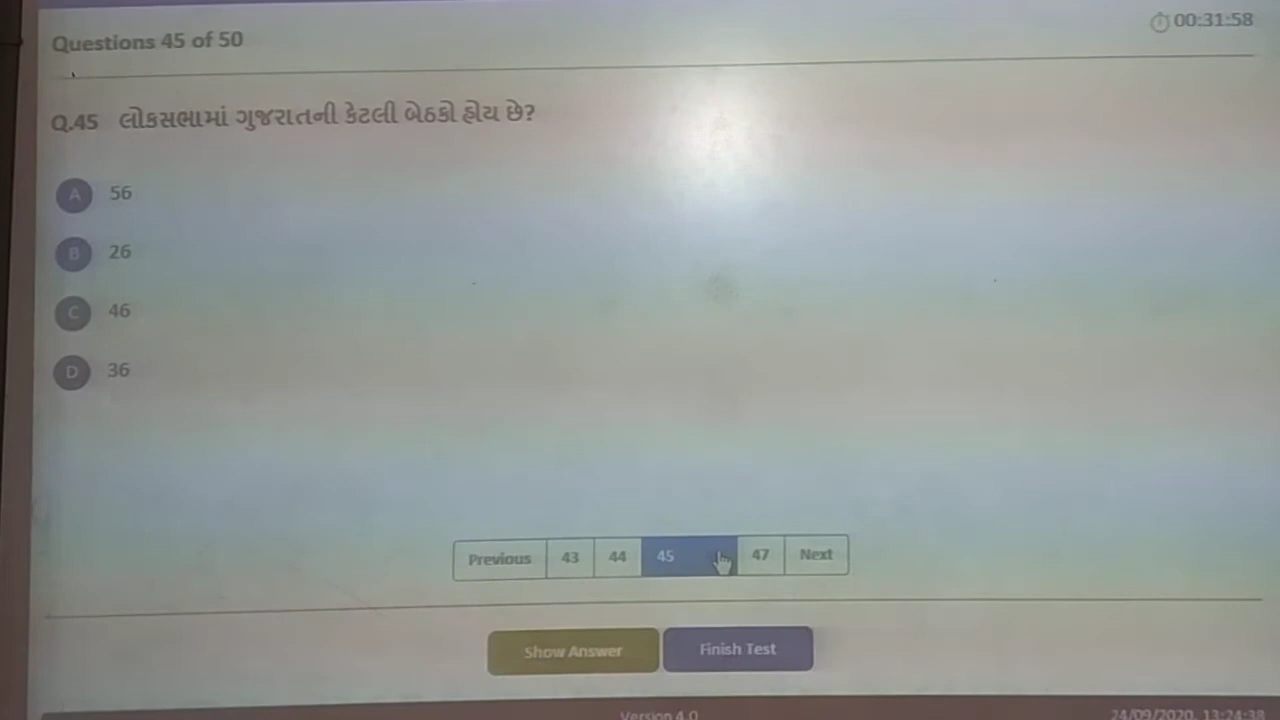 Questions 45 of 50
00:31:58
Q.45 લોકસભામાં ગુજરાતની કેટલી બેઠકો હોય છે?
A 56
B 26
C 46
D 36
Previous 43 44 45 47 Next
Show Answer Finish Test
Version 4.0
24/09/2020 13:24:38